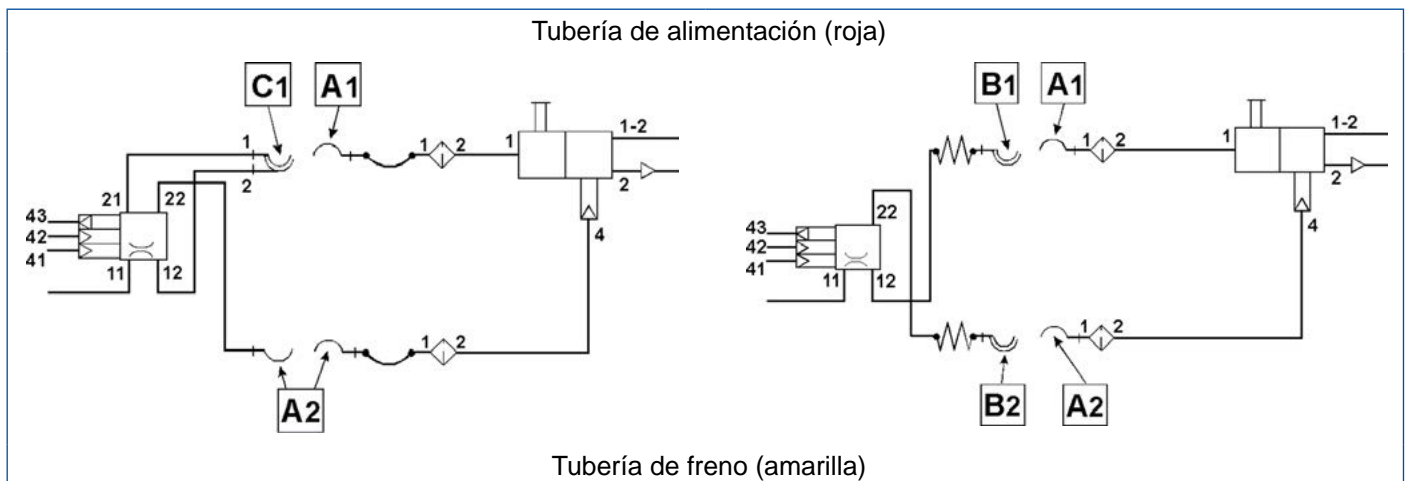 Tubería de alimentación (roja)
C1 A1 B1 A1
1 1 2 1 1-2 1 2 1 1-2
2 2 2
21 22 4 22 4
43 43
42 42
41 41
11 12 11 12
1 2 1 2
A2 B2 A2
Tubería de freno (amarilla)